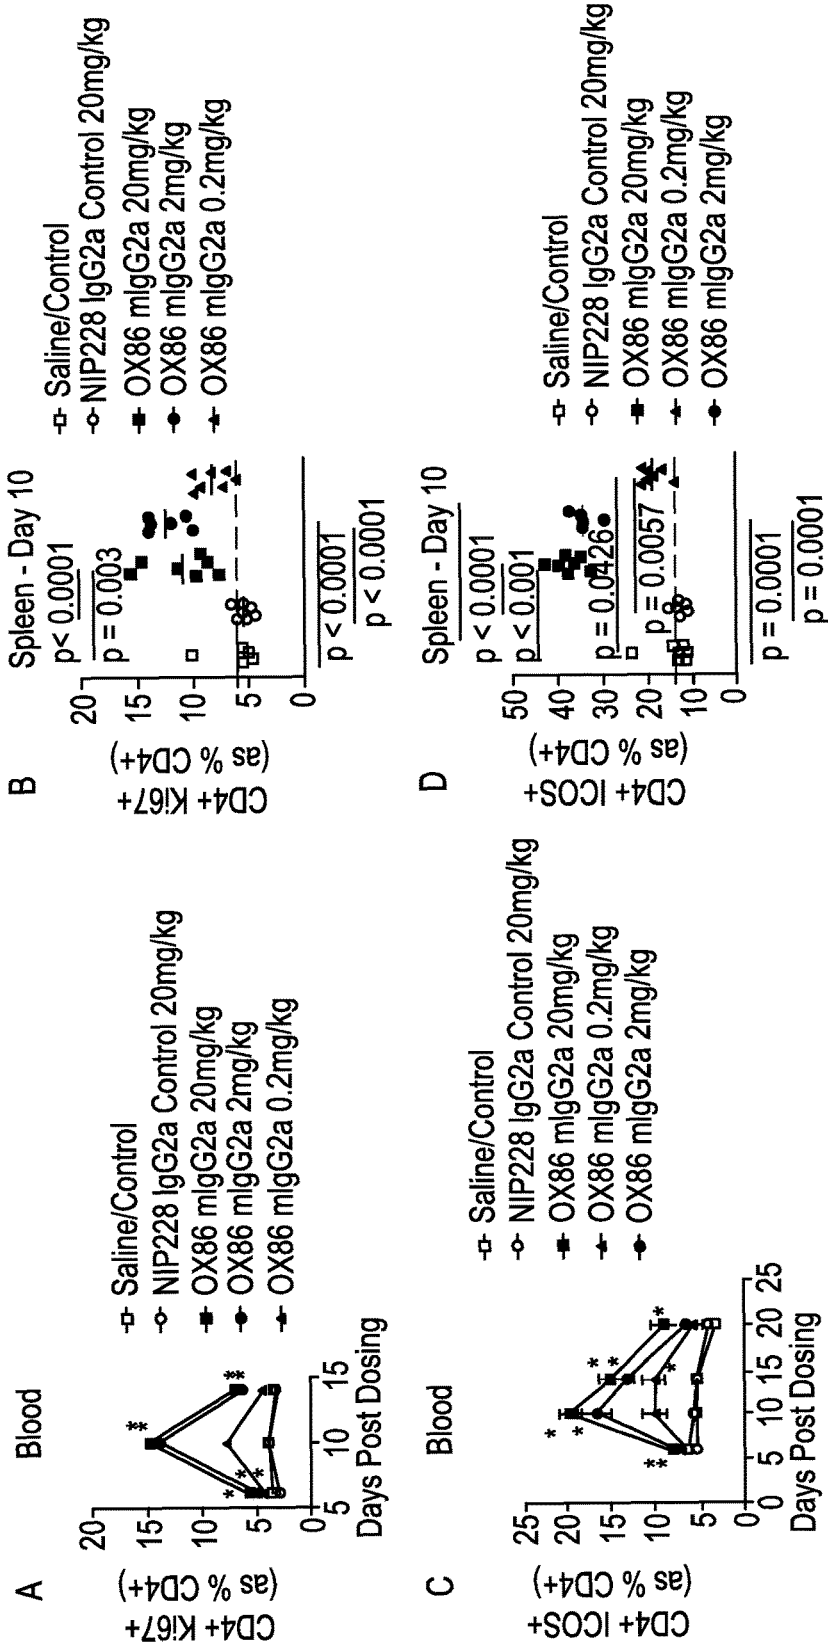 A
Blood
CD4+ Ki67+
(as % CD4+)
20
15
10
5
0
5
10
15
Days Post Dosing
**
**
*
*
*
Saline/Control
NIP228 IgG2a Control 20mg/kg
OX86 mIgG2a 20mg/kg
OX86 mIgG2a 2mg/kg
OX86 mIgG2a 0.2mg/kg
B
Spleen - Day 10
CD4+ Ki67+
(as % CD4+)
20
15
10
5
0
p< 0.0001
p = 0.003
p < 0.0001
p < 0.0001
Saline/Control
NIP228 IgG2a Control 20mg/kg
OX86 mIgG2a 20mg/kg
OX86 mIgG2a 2mg/kg
OX86 mIgG2a 0.2mg/kg
C
Blood
CD4+ ICOS+
(as % CD4+)
25
20
15
10
5
0
0
5
10
15
20
25
Days Post Dosing
**
*
*
*
*
*
*
Saline/Control
NIP228 IgG2a Control 20mg/kg
OX86 mIgG2a 20mg/kg
OX86 mIgG2a 0.2mg/kg
OX86 mIgG2a 2mg/kg
D
Spleen - Day 10
CD4+ ICOS+
(as % CD4+)
50
40
30
20
10
0
p < 0.0001
p < 0.001
p = 0.0426
p = 0.0057
p = 0.0001
p = 0.0001
Saline/Control
NIP228 IgG2a Control 20mg/kg
OX86 mIgG2a 20mg/kg
OX86 mIgG2a 0.2mg/kg
OX86 mIgG2a 2mg/kg